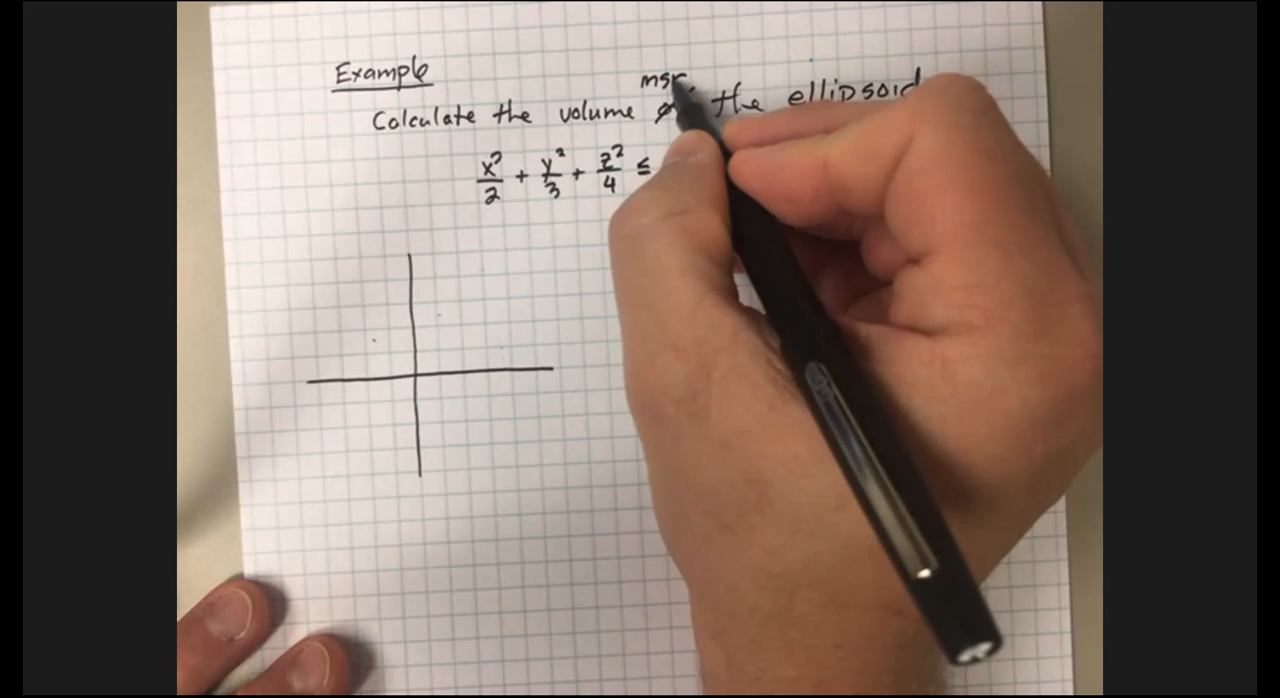 Example
Calculate the volume the ellipsoid
x²/2 + y²/3 + z²/4 ≤